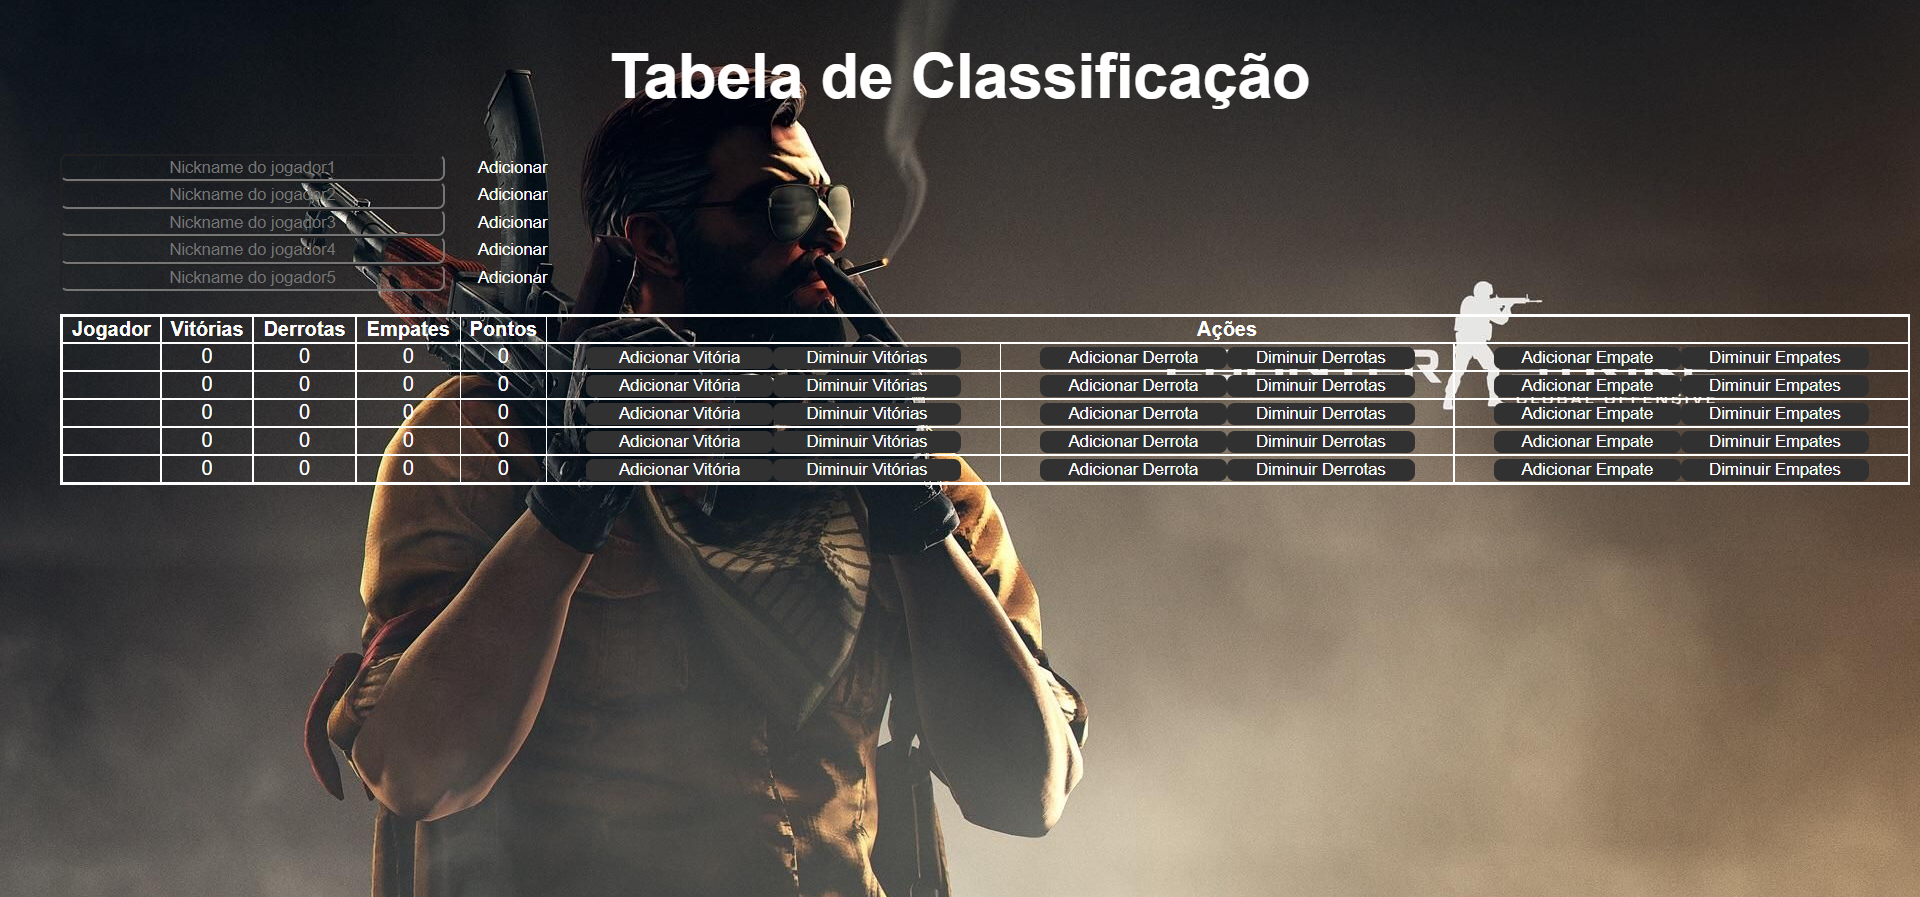 Tabela de Classificação
Nickname do jogador1 Adicionar
Nickname do jogador2 Adicionar
Nickname do jogador3 Adicionar
Nickname do jogador4 Adicionar
Nickname do jogador5 Adicionar
Jogador Vitórias Derrotas Empates Pontos Ações
0 0 0 0 Adicionar Vitória Diminuir Vitórias Adicionar Derrota Diminuir Derrotas Adicionar Empate Diminuir Empates
0 0 0 0 Adicionar Vitória Diminuir Vitórias Adicionar Derrota Diminuir Derrotas Adicionar Empate Diminuir Empates
GLOBAL OFFENSIVE
0 0 0 0 Adicionar Vitória Diminuir Vitórias Adicionar Derrota Diminuir Derrotas Adicionar Empate Diminuir Empates
0 0 0 0 Adicionar Vitória Diminuir Vitórias Adicionar Derrota Diminuir Derrotas Adicionar Empate Diminuir Empates
0 0 0 0 Adicionar Vitória Diminuir Vitórias Adicionar Derrota Diminuir Derrotas Adicionar Empate Diminuir Empates